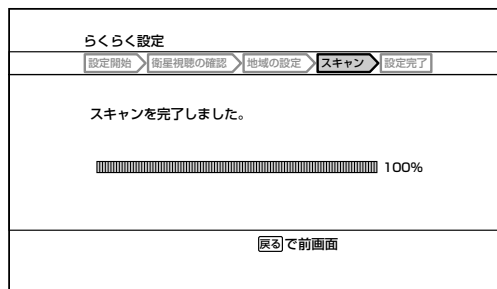 らくらく設定
設定開始 衛星視聴の確認 地域の設定 スキャン 設定完了
スキャンを完了しました。
100%
戻るで前画面